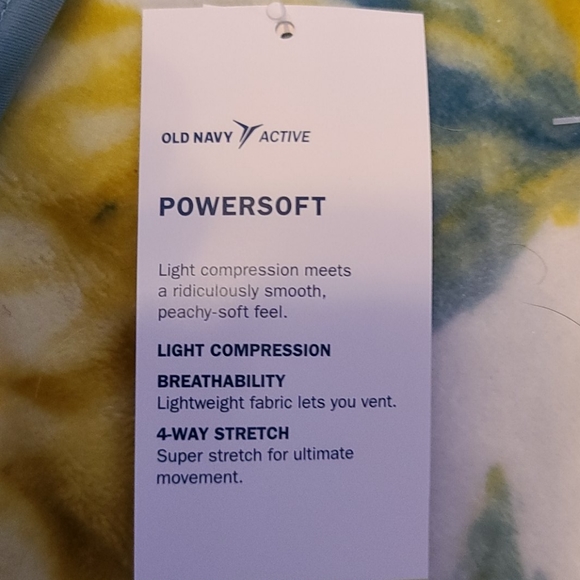 OLD NAVY ACTIVE
POWERSOFT
Light compression meets
a ridiculously smooth,
peachy-soft feel.
LIGHT COMPRESSION
BREATHABILITY
Lightweight fabric lets you vent.
4-WAY STRETCH
Super stretch for ultimate
movement.